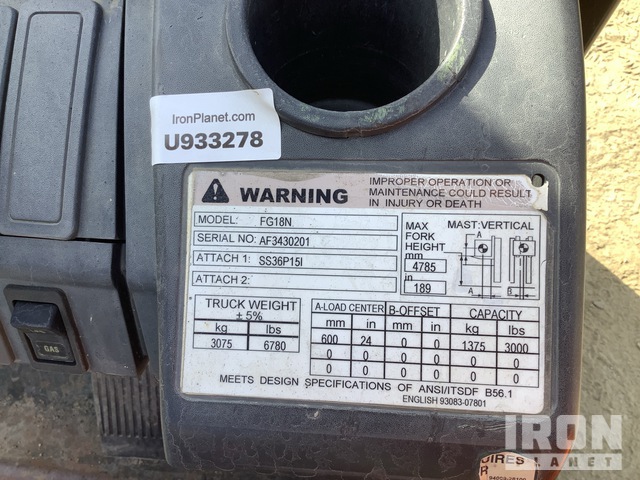 IronPlanet.com
U933278
WARNING
IMPROPER OPERATION OR
MAINTENANCE COULD RESULT
IN INJURY OR DEATH
MODEL: FG18N
SERIAL NO: AF3430201
ATTACH 1: SS36P15I
ATTACH 2:
MAX
FORK
HEIGHT
mm
4785
in
189
MAST:VERTICAL
A
A B
TRUCK WEIGHT
± 5%
kg lbs
3075 6780
A-LOAD CENTER B-OFFSET CAPACITY
mm in mm in kg lbs
600 24 0 0 1375 3000
0 0 0 0 0 0
0 0 0 0 0 0
MEETS DESIGN SPECIFICATIONS OF ANSI/ITSDF B56.1
ENGLISH 93083-07801
GAS
IRON
PLANET